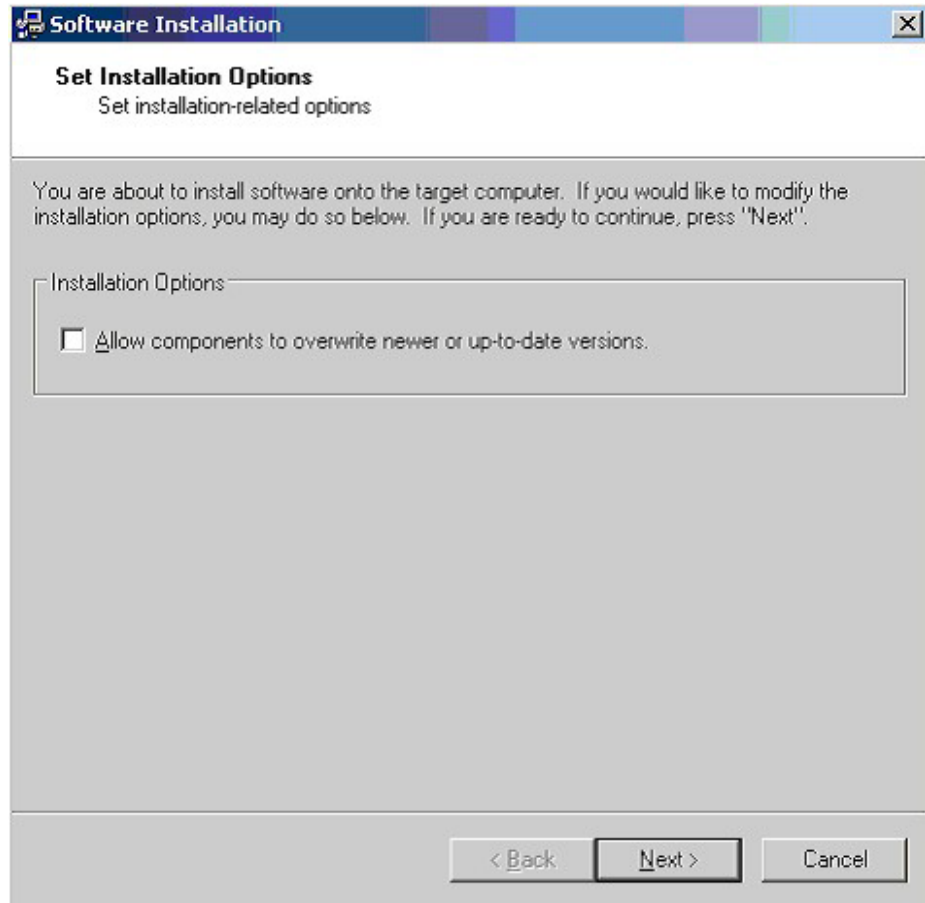 Software Installation
Set Installation Options
Set installation-related options
You are about to install software onto the target computer.  If you would like to modify the
installation options, you may do so below.  If you are ready to continue, press "Next".
Installation Options
Allow components to overwrite newer or up-to-date versions.
< Back Next > Cancel